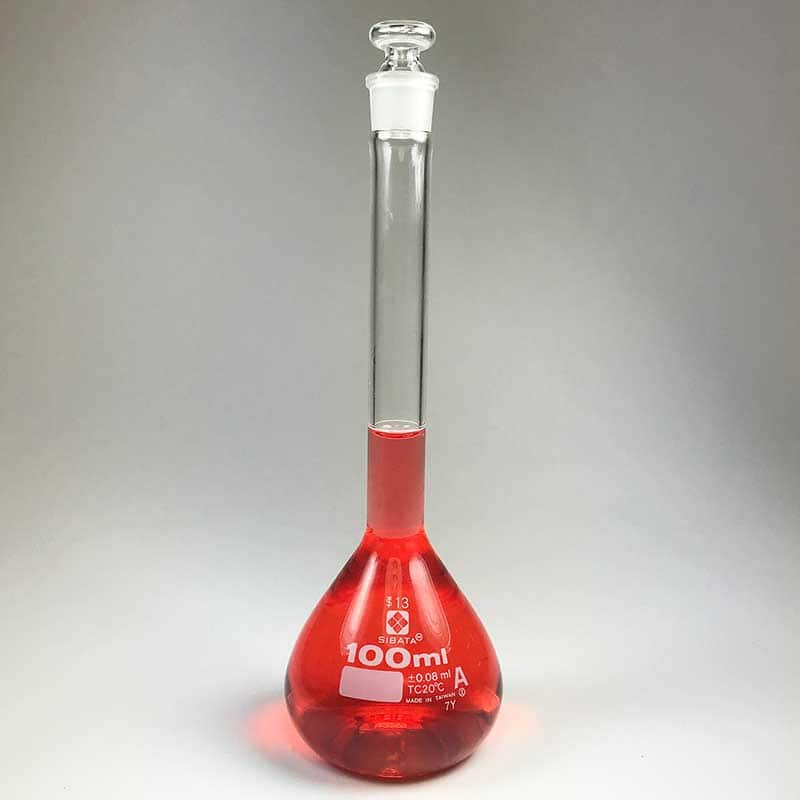 $ 13
SIBATA
100ml
±0.08 ml A
TC20°C
MADE IN TAIWAN
7Y